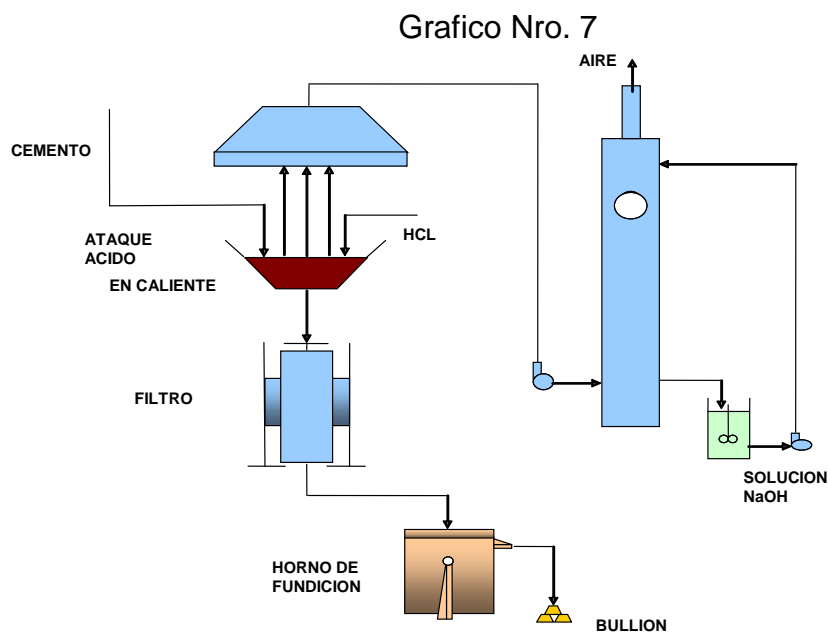 Grafico Nro. 7
AIRE
CEMENTO
ATAQUE
ACIDO
HCL
EN CALIENTE
FILTRO
SOLUCION
NaOH
HORNO DE
FUNDICION
BULLION